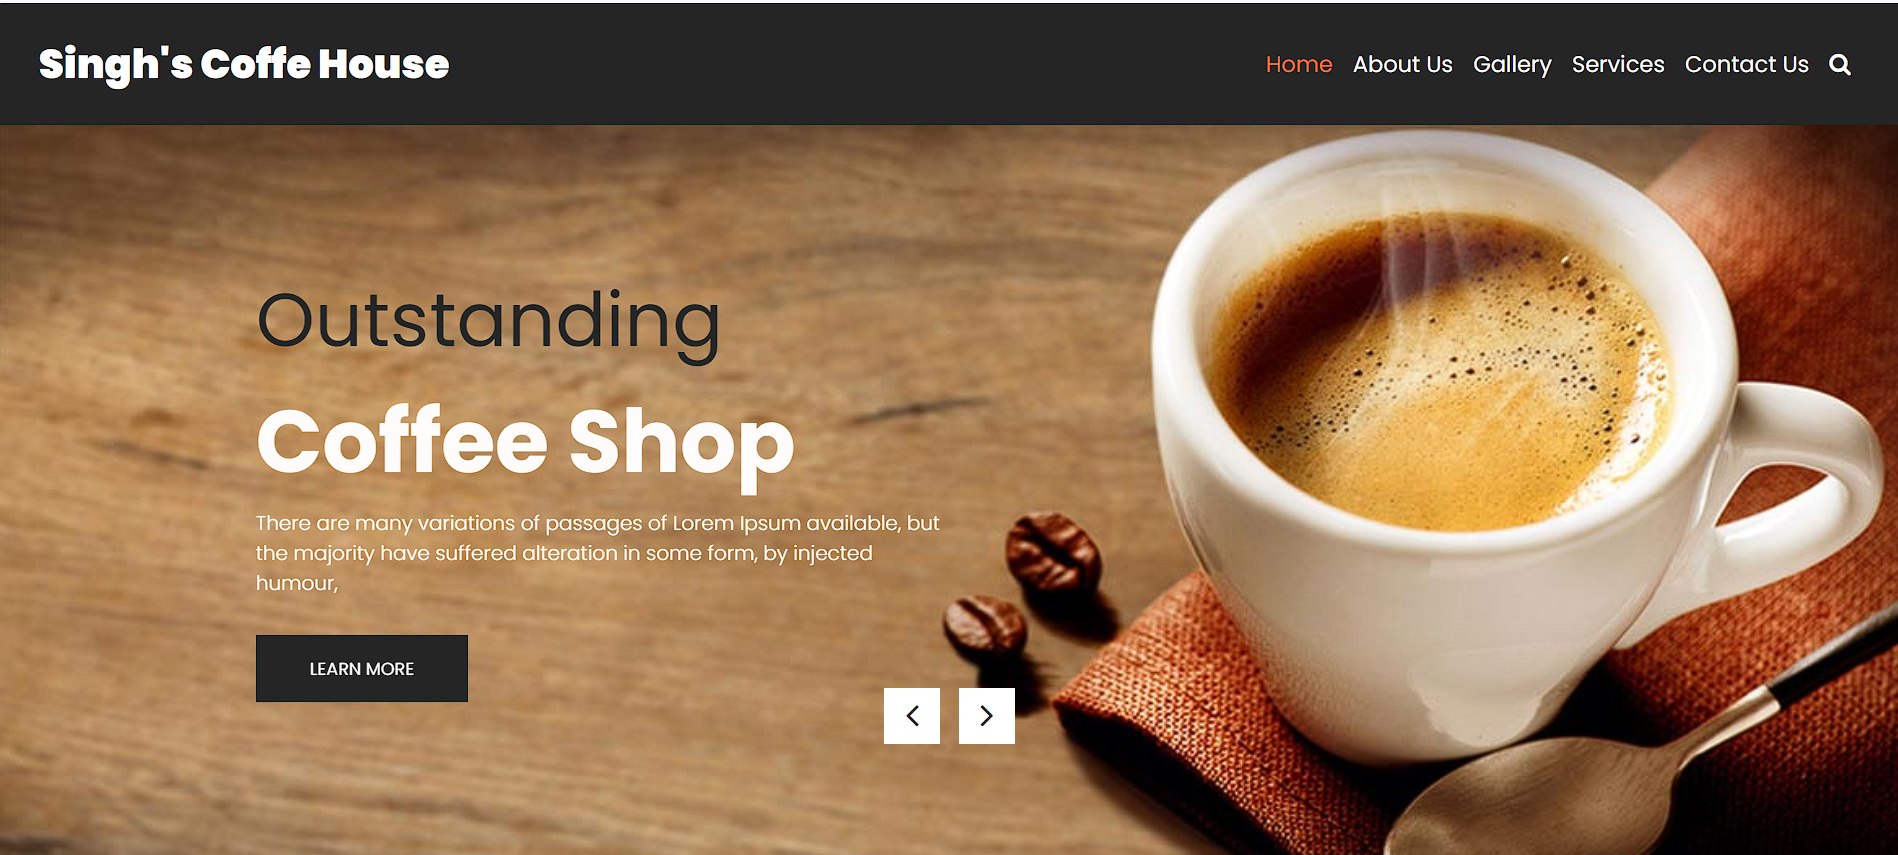 Singh's Coffe House
Home About Us Gallery Services Contact Us
Outstanding
Coffee Shop
There are many variations of passages of Lorem Ipsum available, but
the majority have suffered alteration in some form, by injected
humour,
LEARN MORE